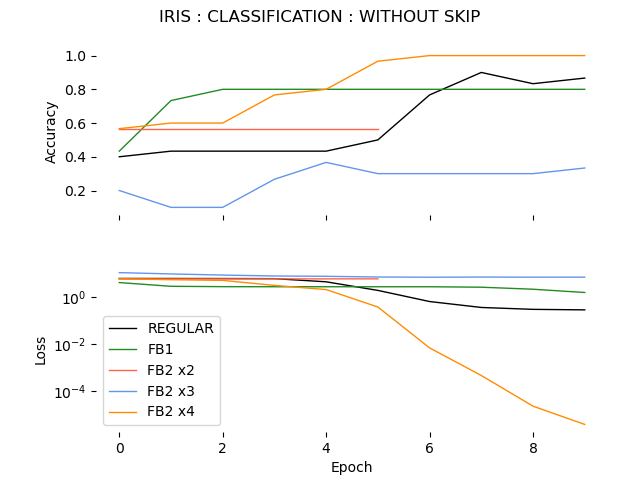 IRIS : CLASSIFICATION : WITHOUT SKIP
Accuracy
1.0
0.8
0.6
0.4
0.2
Loss
10^0
10^-2
10^-4
REGULAR
FB1
FB2 x2
FB2 x3
FB2 x4
0 2 4 6 8
Epoch